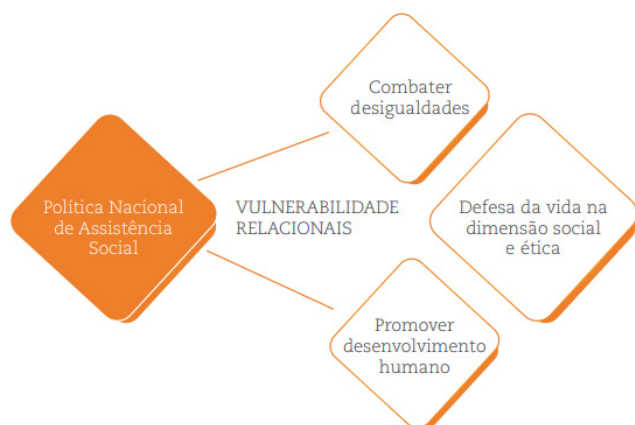 Política Nacional
de Assistência
Social
VULNERABILIDADE
RELACIONAIS
Combater
desigualdades
Defesa da vida na
dimensão social
e ética
Promover
desenvolvimento
humano